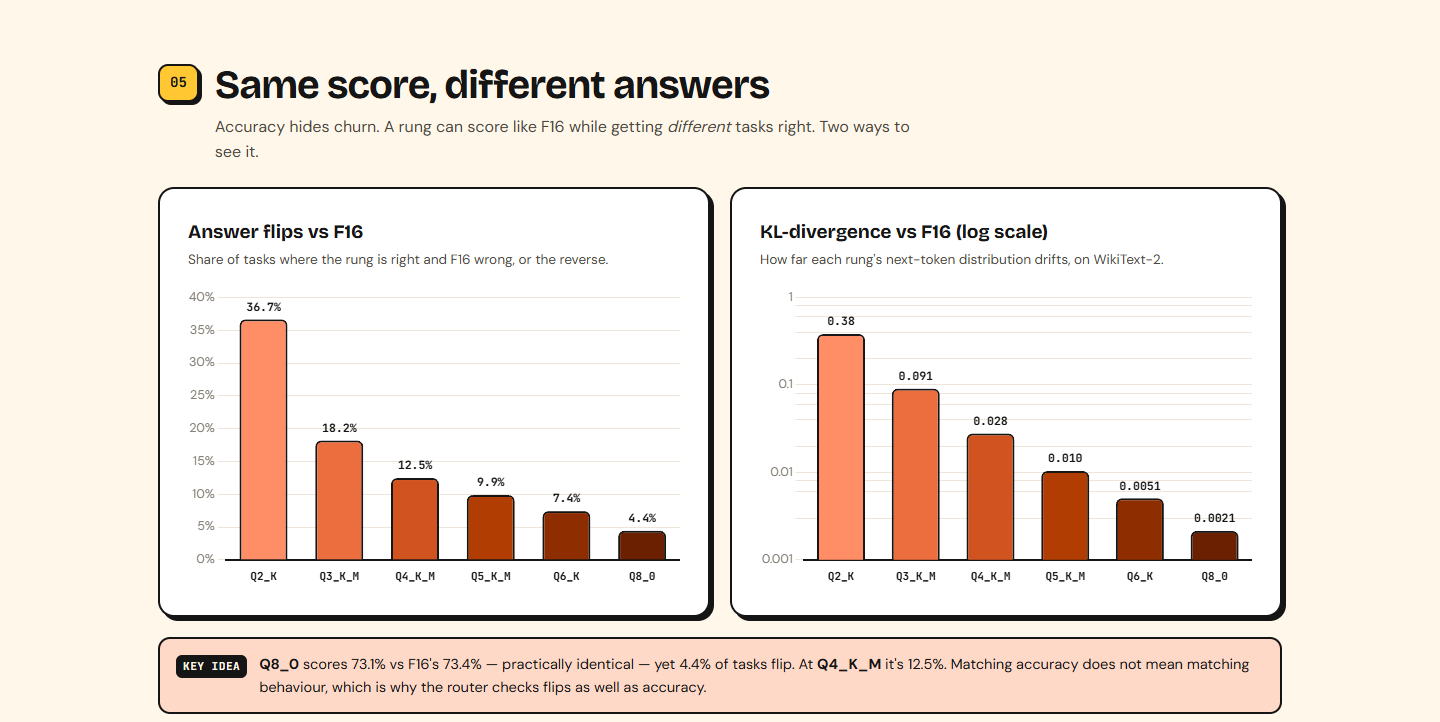 05
Same score, different answers
Accuracy hides churn. A rung can score like F16 while getting different tasks right. Two ways to
see it.
Answer flips vs F16
Share of tasks where the rung is right and F16 wrong, or the reverse.
40%
35%
30%
25%
20%
15%
10%
5%
0%
36.7%
18.2%
12.5%
9.9%
7.4%
4.4%
Q2_K
Q3_K_M
Q4_K_M
Q5_K_M
Q6_K
Q8_0
KL-divergence vs F16 (log scale)
How far each rung's next-token distribution drifts, on WikiText-2.
1
0.1
0.01
0.001
0.38
0.091
0.028
0.010
0.0051
0.0021
Q2_K
Q3_K_M
Q4_K_M
Q5_K_M
Q6_K
Q8_0
KEY IDEA
Q8_0 scores 73.1% vs F16's 73.4% — practically identical — yet 4.4% of tasks flip. At Q4_K_M it's 12.5%. Matching accuracy does not mean matching
behaviour, which is why the router checks flips as well as accuracy.